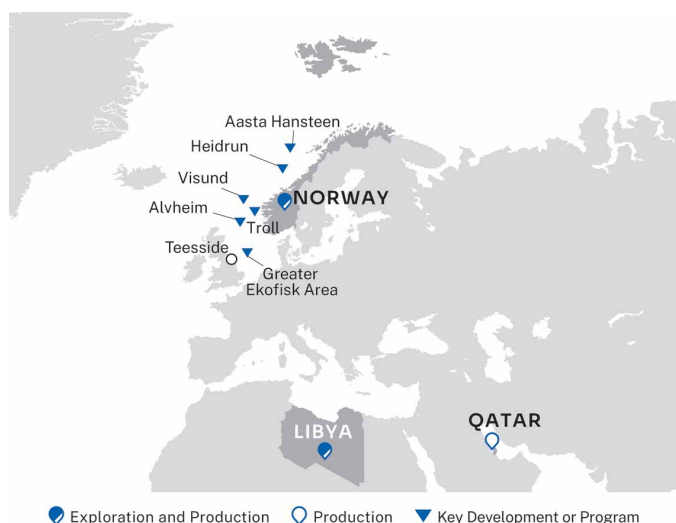 Aasta Hansteen
Heidrun
Visund
NORWAY
Alvheim
Troll
Teesside
Greater
Ekofisk Area
LIBYA
QATAR
Exploration and Production
Production
Key Development or Program